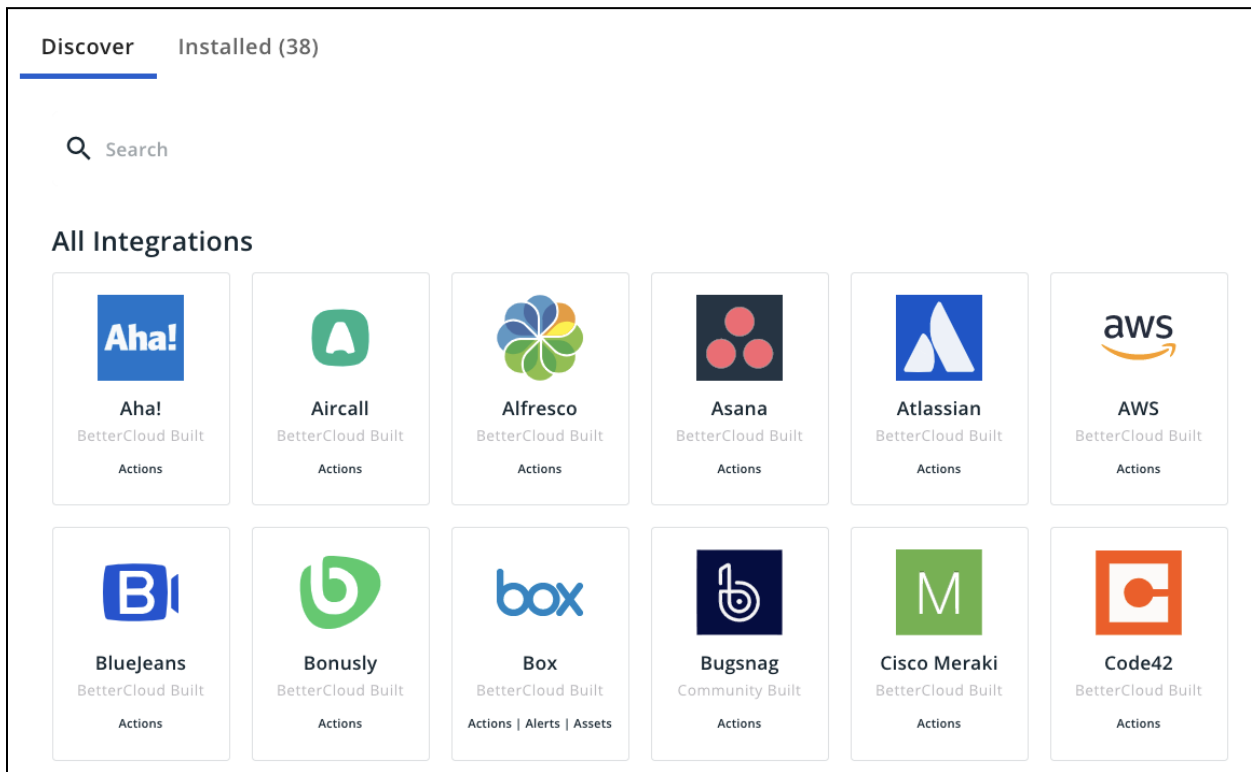 Discover Installed (38)
Search
All Integrations
Aha! aws
Aha! Aircall Alfresco Asana Atlassian AWS
BetterCloud Built BetterCloud Built BetterCloud Built BetterCloud Built BetterCloud Built BetterCloud Built
Actions Actions Actions Actions Actions Actions
B b box b M C
BlueJeans Bonusly Box Bugsnag Cisco Meraki Code42
BetterCloud Built BetterCloud Built BetterCloud Built Community Built BetterCloud Built BetterCloud Built
Actions Actions Actions | Alerts | Assets Actions Actions Actions